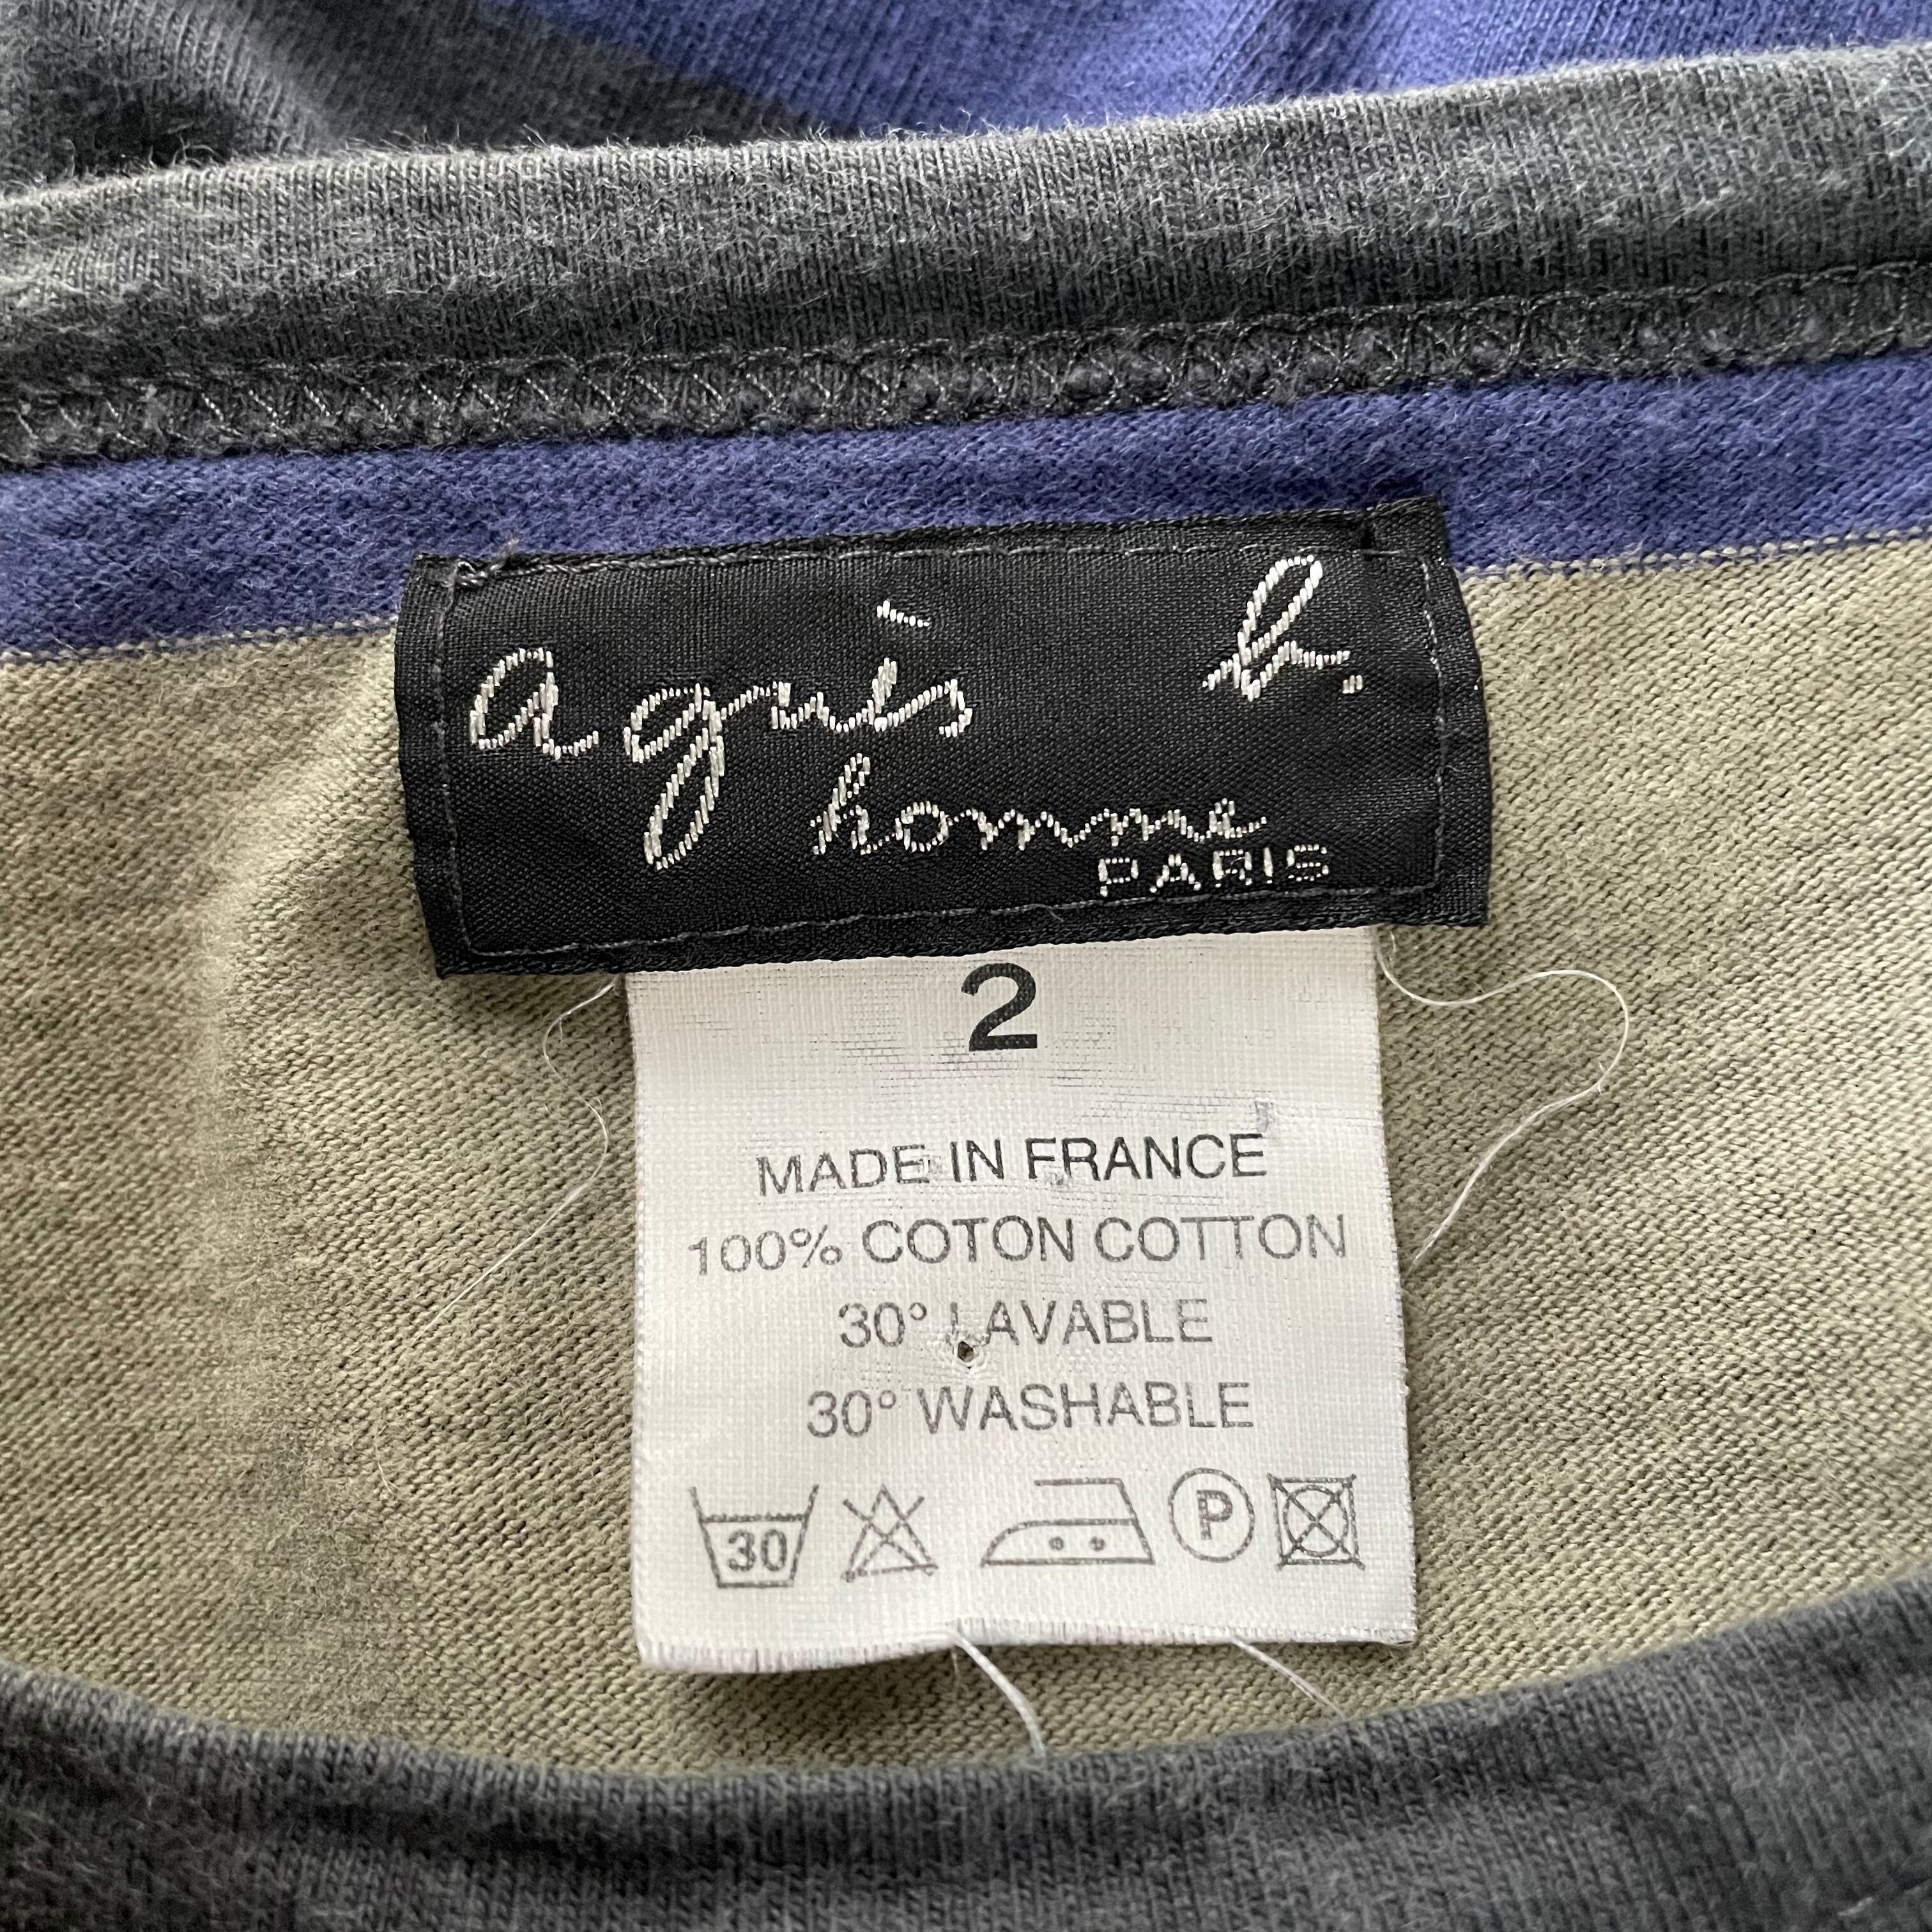 agnès b.
homme
PARIS
2
MADE IN FRANCE
100% COTON COTTON
30° LAVABLE
30° WASHABLE
30 P